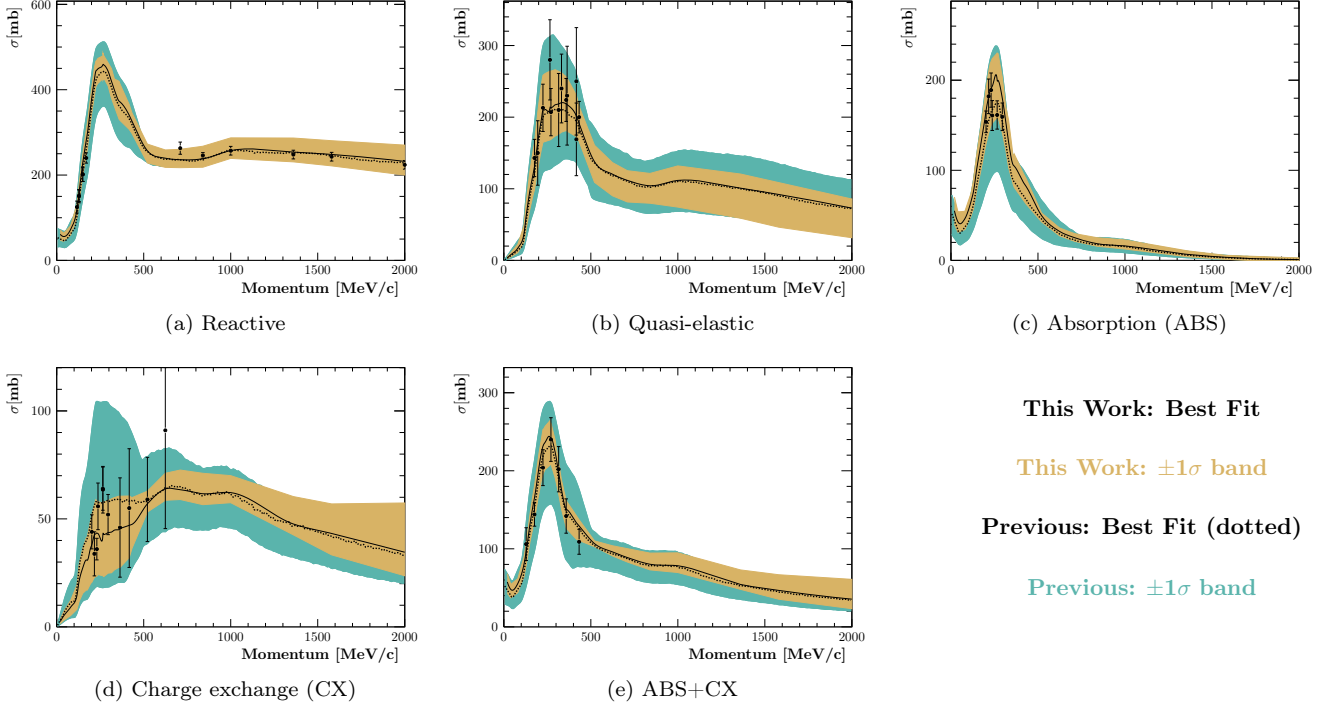 σ[mb]
600
400
200
0
0
500
1000
1500
2000
Momentum [MeV/c]
(a) Reactive
σ[mb]
300
200
100
0
0
500
1000
1500
2000
Momentum [MeV/c]
(b) Quasi-elastic
σ[mb]
200
100
0
0
500
1000
1500
2000
Momentum [MeV/c]
(c) Absorption (ABS)
σ[mb]
100
50
0
0
500
1000
1500
2000
Momentum [MeV/c]
(d) Charge exchange (CX)
σ[mb]
300
200
100
0
0
500
1000
1500
2000
Momentum [MeV/c]
(e) ABS+CX
This Work: Best Fit
This Work: ±1σ band
Previous: Best Fit (dotted)
Previous: ±1σ band